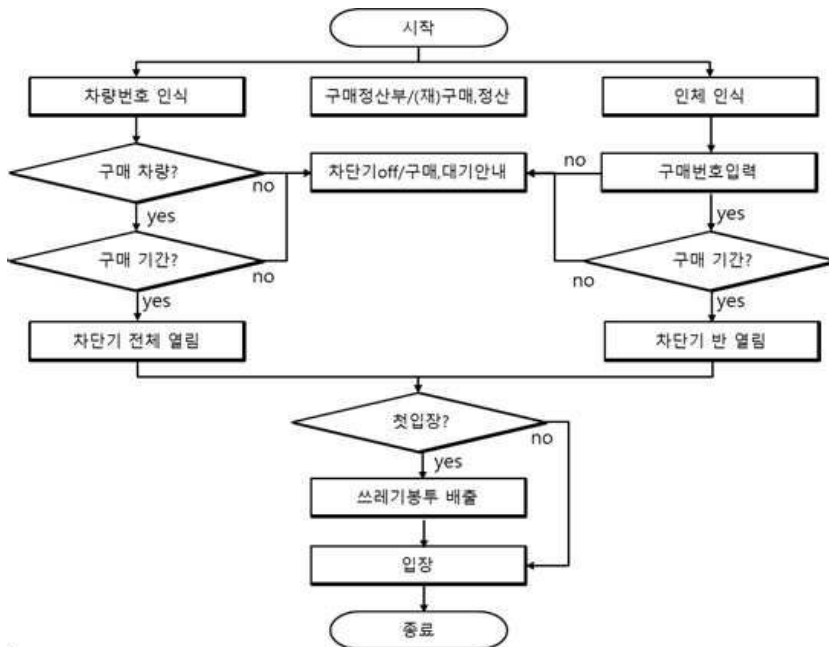 시작
차량번호 인식
구매정산부/(재)구매,정산
인체 인식
구매 차량?
no
차단기off/구매,대기안내
no
구매번호입력
yes
yes
구매 기간?
no
no
구매 기간?
yes
yes
차단기 전체 열림
차단기 반 열림
첫입장?
no
yes
쓰레기봉투 배출
입장
종료